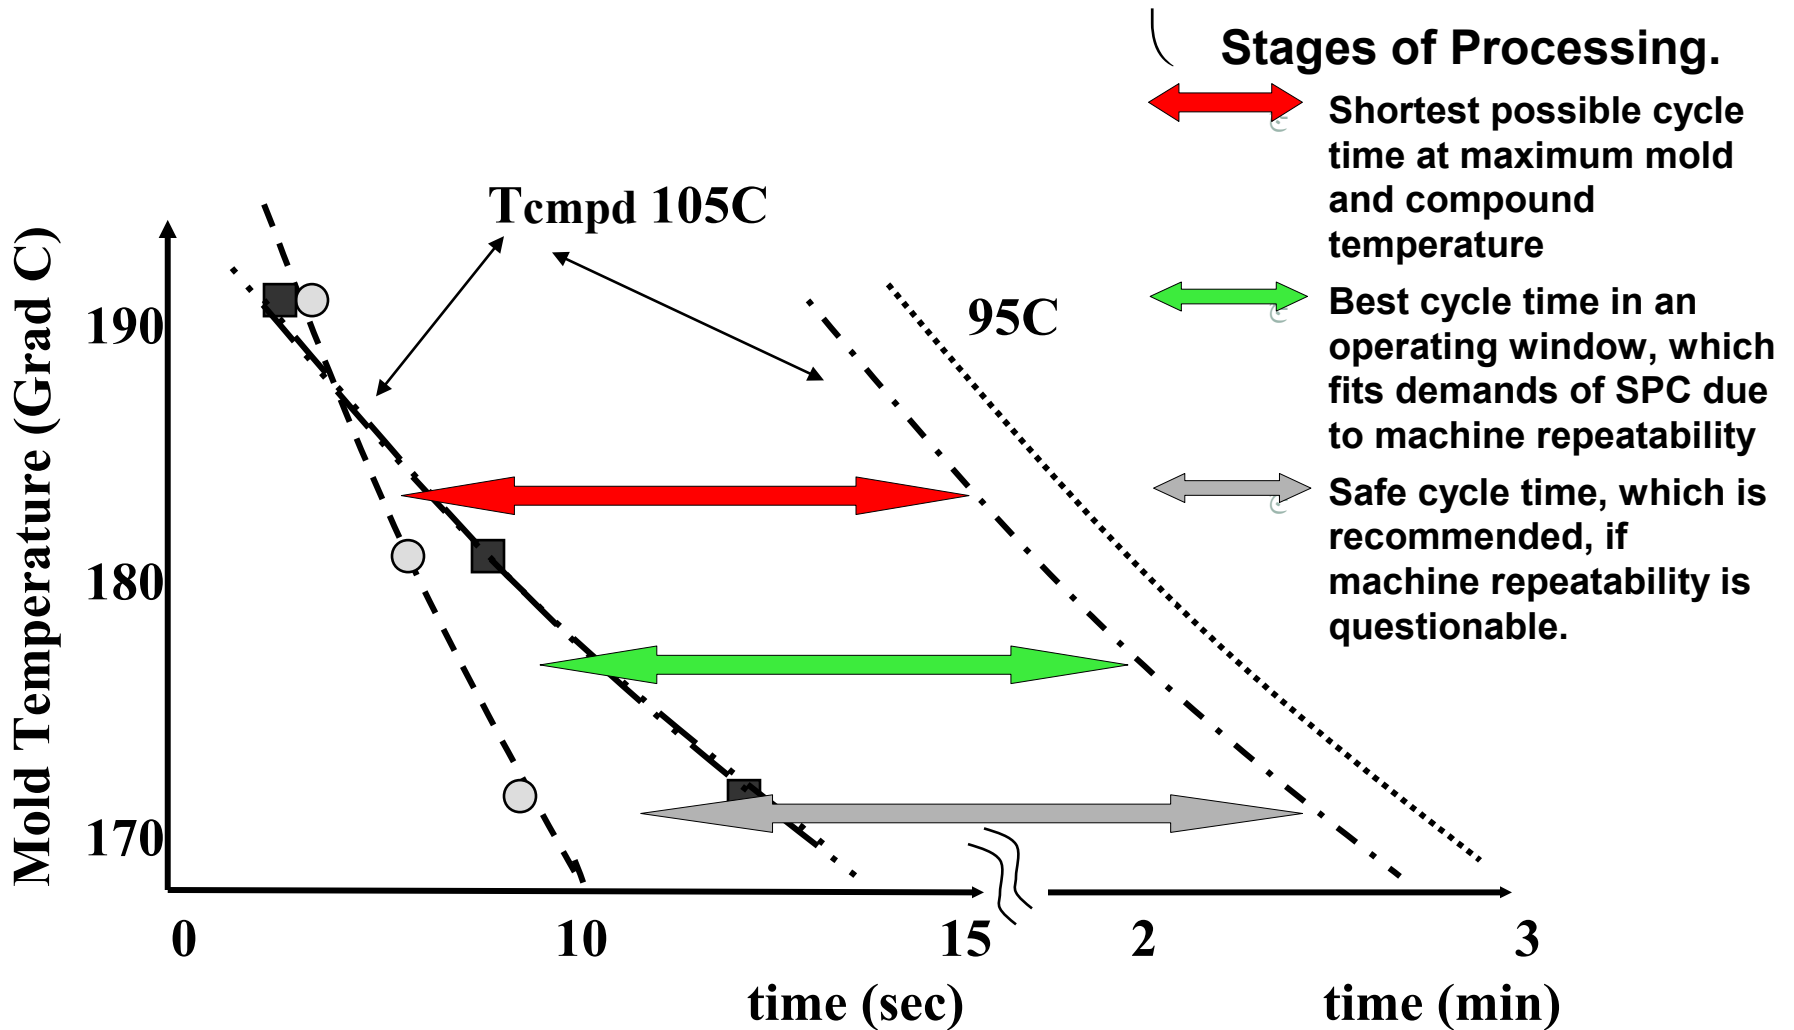 Stages of Processing.
Shortest possible cycle
time at maximum mold
and compound
temperature
Best cycle time in an
operating window, which
fits demands of SPC due
to machine repeatability
Safe cycle time, which is
recommended, if
machine repeatability is
questionable.
Tcmpd 105C
95C
Mold Temperature (Grad C)
190
180
170
0
10
15
2
3
time (sec)
time (min)